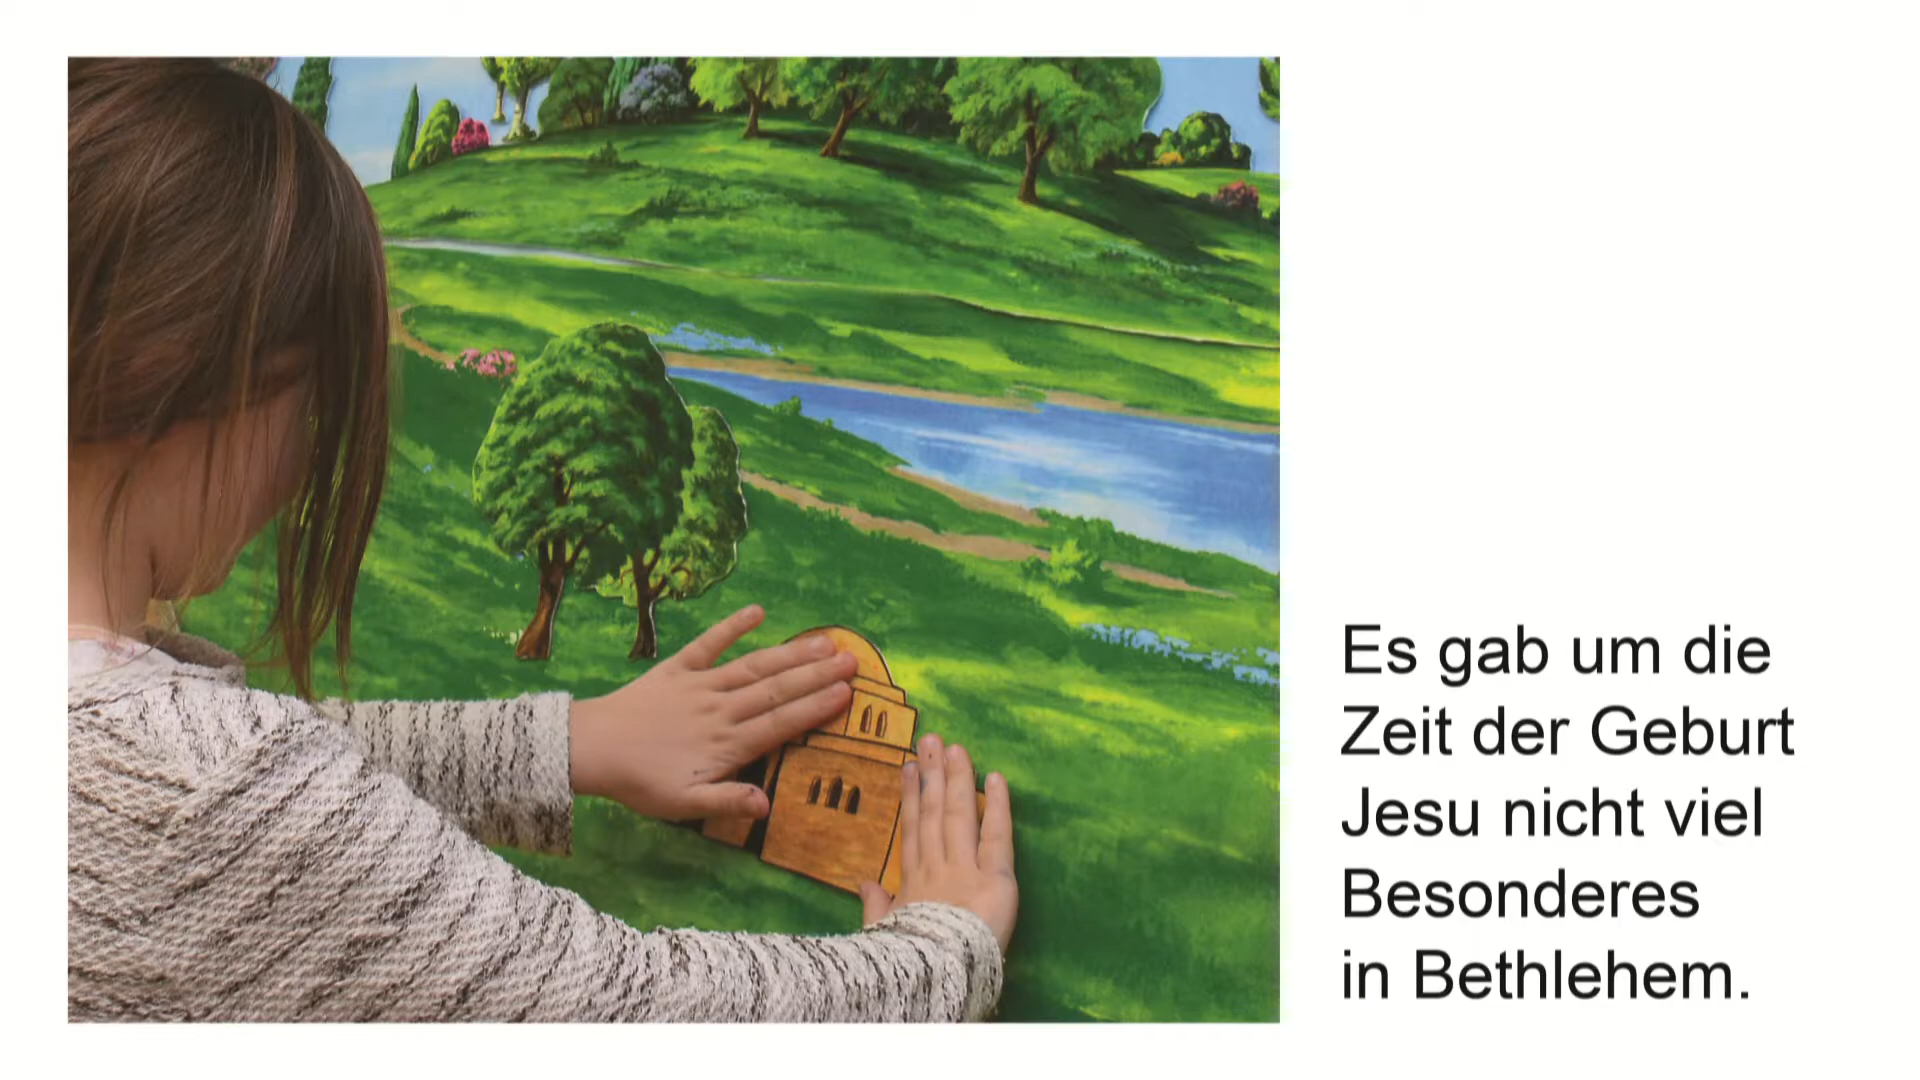 Es gab um die
Zeit der Geburt
Jesu nicht viel
Besonderes
in Bethlehem.